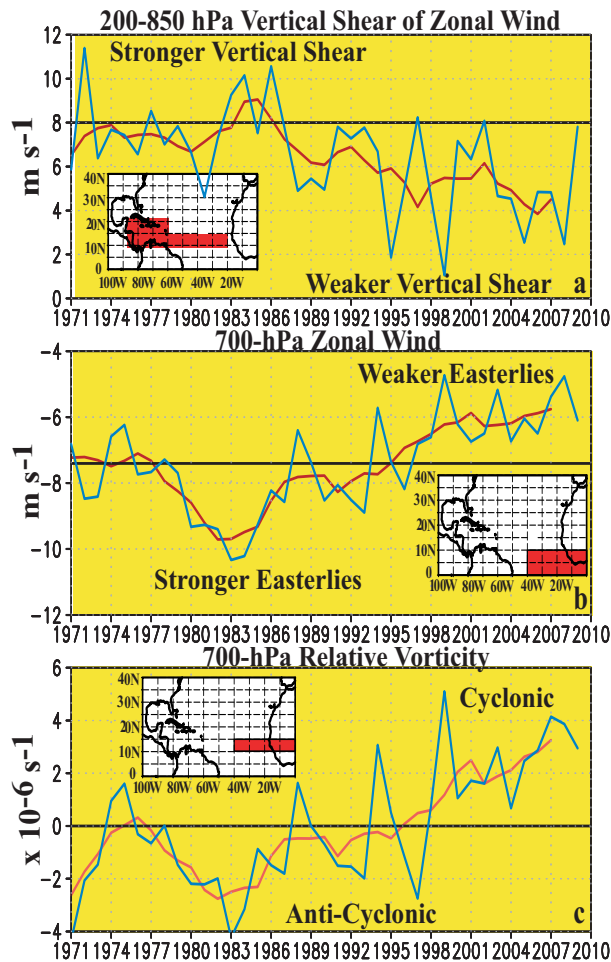 200-850 hPa Vertical Shear of Zonal Wind
12
Stronger Vertical Shear
10
8
m s-1
6
40N
30N
4
20N
10N
2
0
100W 80W 60W 40W 20W
Weaker Vertical Shear
a
0
1971 1974 1977 1980 1983 1986 1989 1992 1995 1998 2001 2004 2007 2010
700-hPa Zonal Wind
-4
Weaker Easterlies
-6
m s-1
-8
40N
30N
20N
-10
10N
0
100W 80W 60W 40W 20W
Stronger Easterlies
b
-12
1971 1974 1977 1980 1983 1986 1989 1992 1995 1998 2001 2004 2007 2010
700-hPa Relative Vorticity
6
40N
30N
20N
10N
0
100W 80W 60W 40W 20W
Cyclonic
4
2
x 10-6 s-1
0
-2
Anti-Cyclonic
c
-4
1971 1974 1977 1980 1983 1986 1989 1992 1995 1998 2001 2004 2007 2010